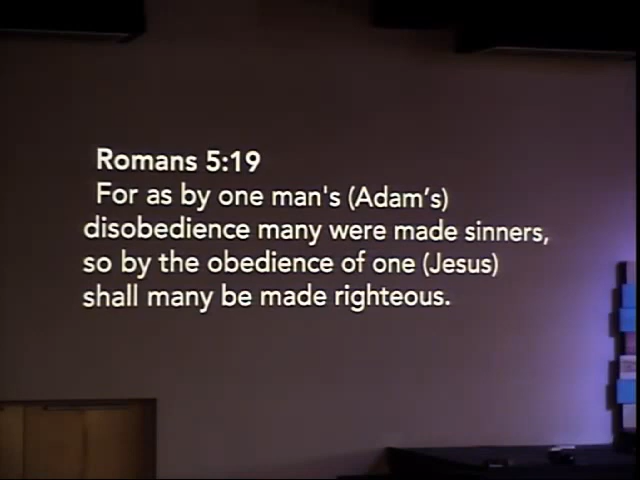 Romans 5:19
For as by one man's (Adam’s)
disobedience many were made sinners,
so by the obedience of one (Jesus)
shall many be made righteous.